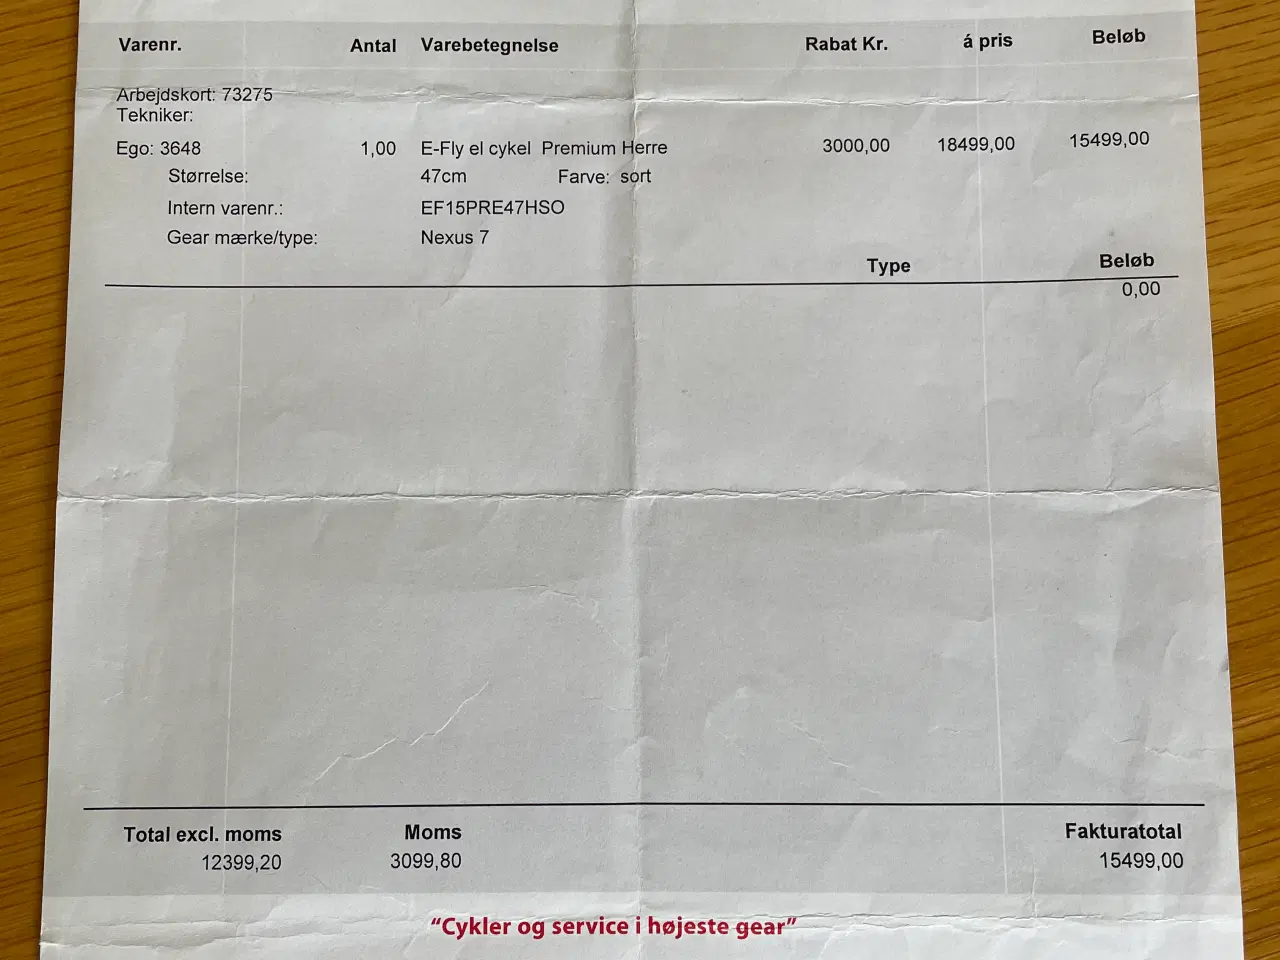 Varenr. Antal Varebetegnelse Rabat Kr. á pris Beløb
Arbejdskort: 73275
Tekniker:
Ego: 3648 1,00 E-Fly el cykel Premium Herre 3000,00 18499,00 15499,00
Størrelse: 47cm Farve: sort
Intern varenr.: EF15PRE47HSO
Gear mærke/type: Nexus 7
Type Beløb
0,00
Total excl. moms Moms Fakturatotal
12399,20 3099,80 15499,00
“Cykler og service i højeste gear”